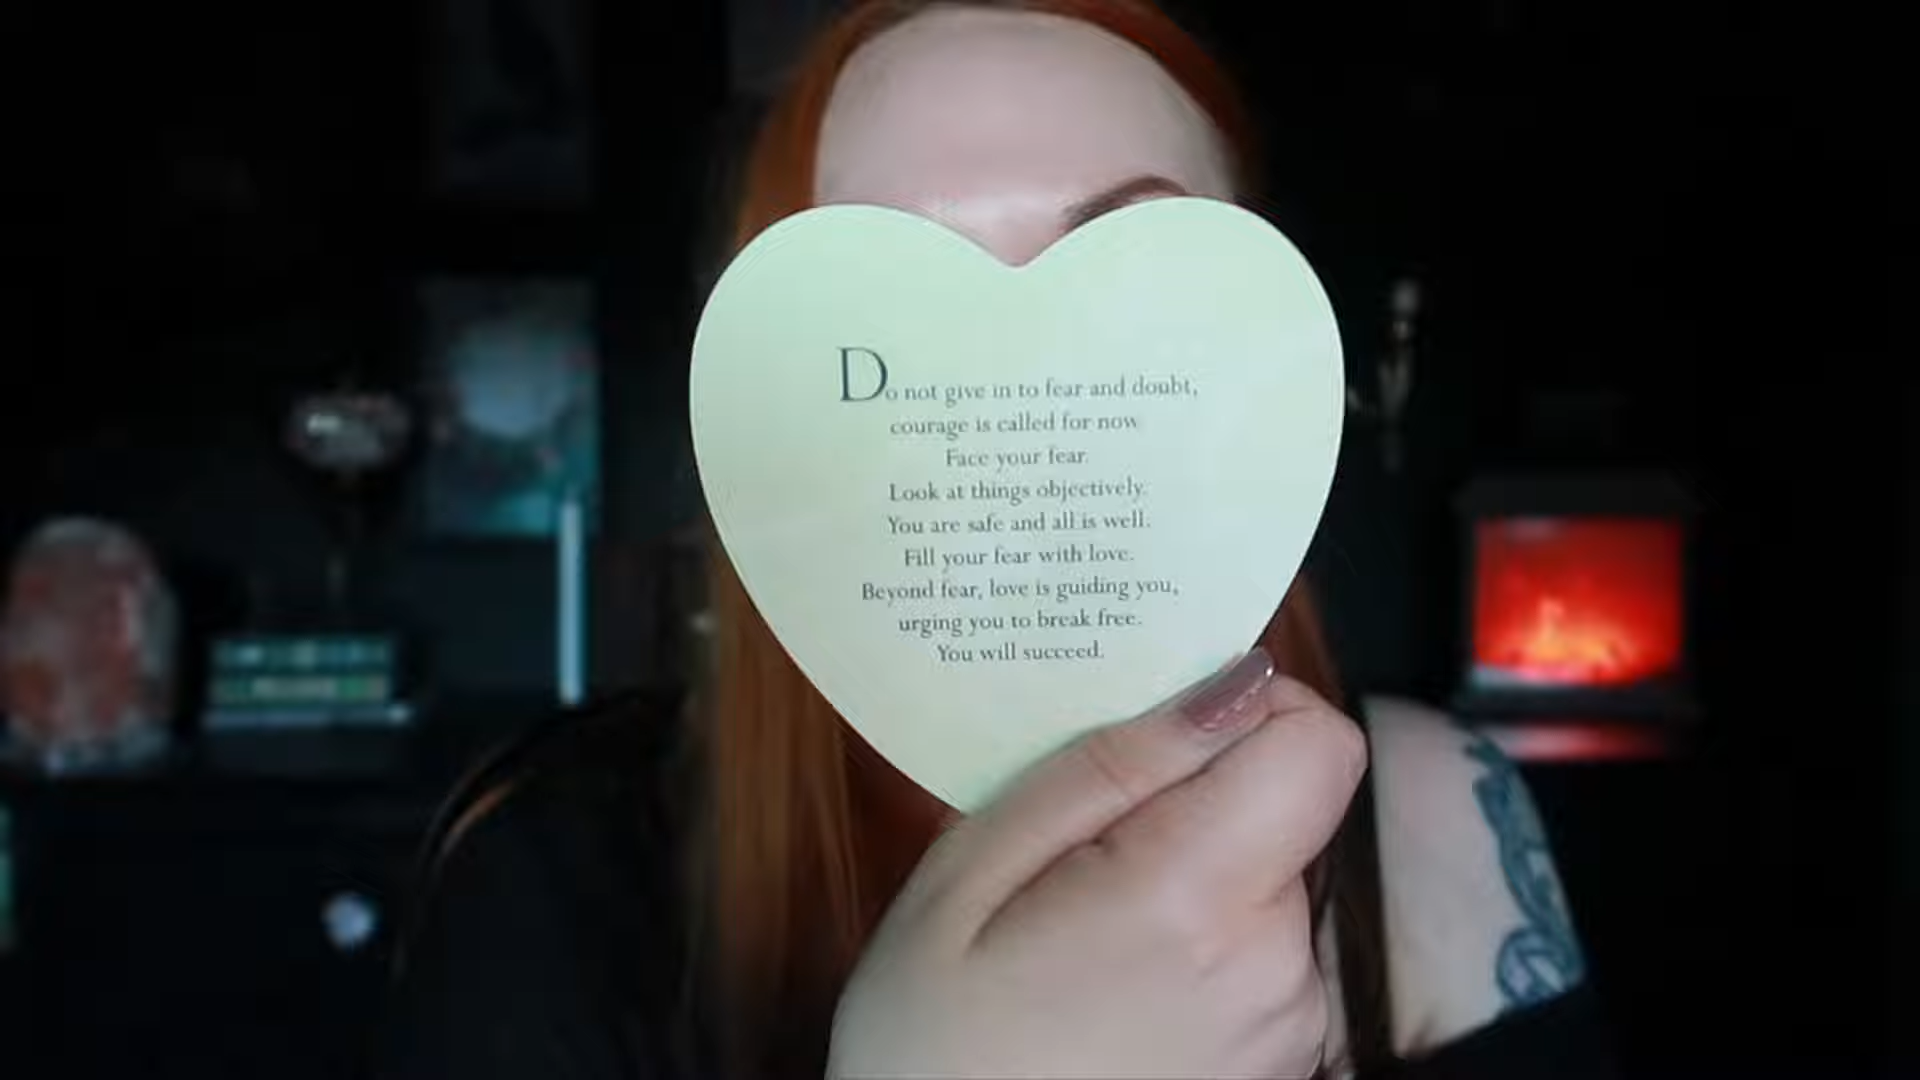 Do not give in to fear and doubt,
courage is called for now
Face your fear.
Look at things objectively.
You are safe and all is well.
Fill your fear with love.
Beyond fear, love is guiding you,
urging you to break free.
You will succeed.